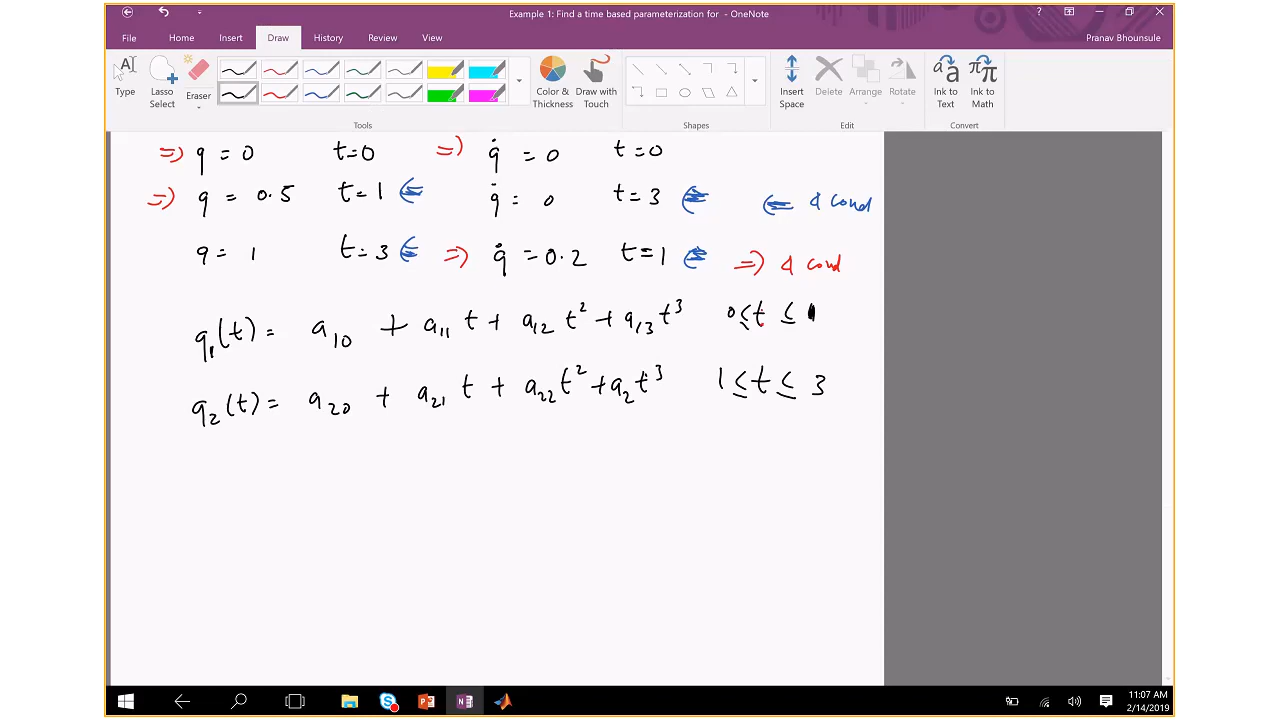 Example 1: Find a time based parameterization for - OneNote
File Home Insert Draw History Review View
Pranav Bhounsule
Type
Lasso Select
Eraser
Color & Thickness
Draw with Touch
Insert Space
Delete
Arrange
Rotate
Ink to Text
Ink to Math
Tools
Shapes
Edit
Convert
⇒ q = 0 t=0 ⇒ q̇ = 0 t=0
⇒ q = 0.5 t=1 ⇐ q̇ = 0 t=3 ⇐ ⇐ 4 cond
q = 1 t=3 ⇐ ⇒ q̇ = 0.2 t=1 ⇐ ⇒ 4 cond
q₁(t) = a₁₀ + a₁₁ t + a₁₂ t² + a₁₃ t³ 0 ≤ t ≤ 1
q₂(t) = a₂₀ + a₂₁ t + a₂₂ t² + a₂ t³ 1 ≤ t ≤ 3
11:07 AM
2/14/2019